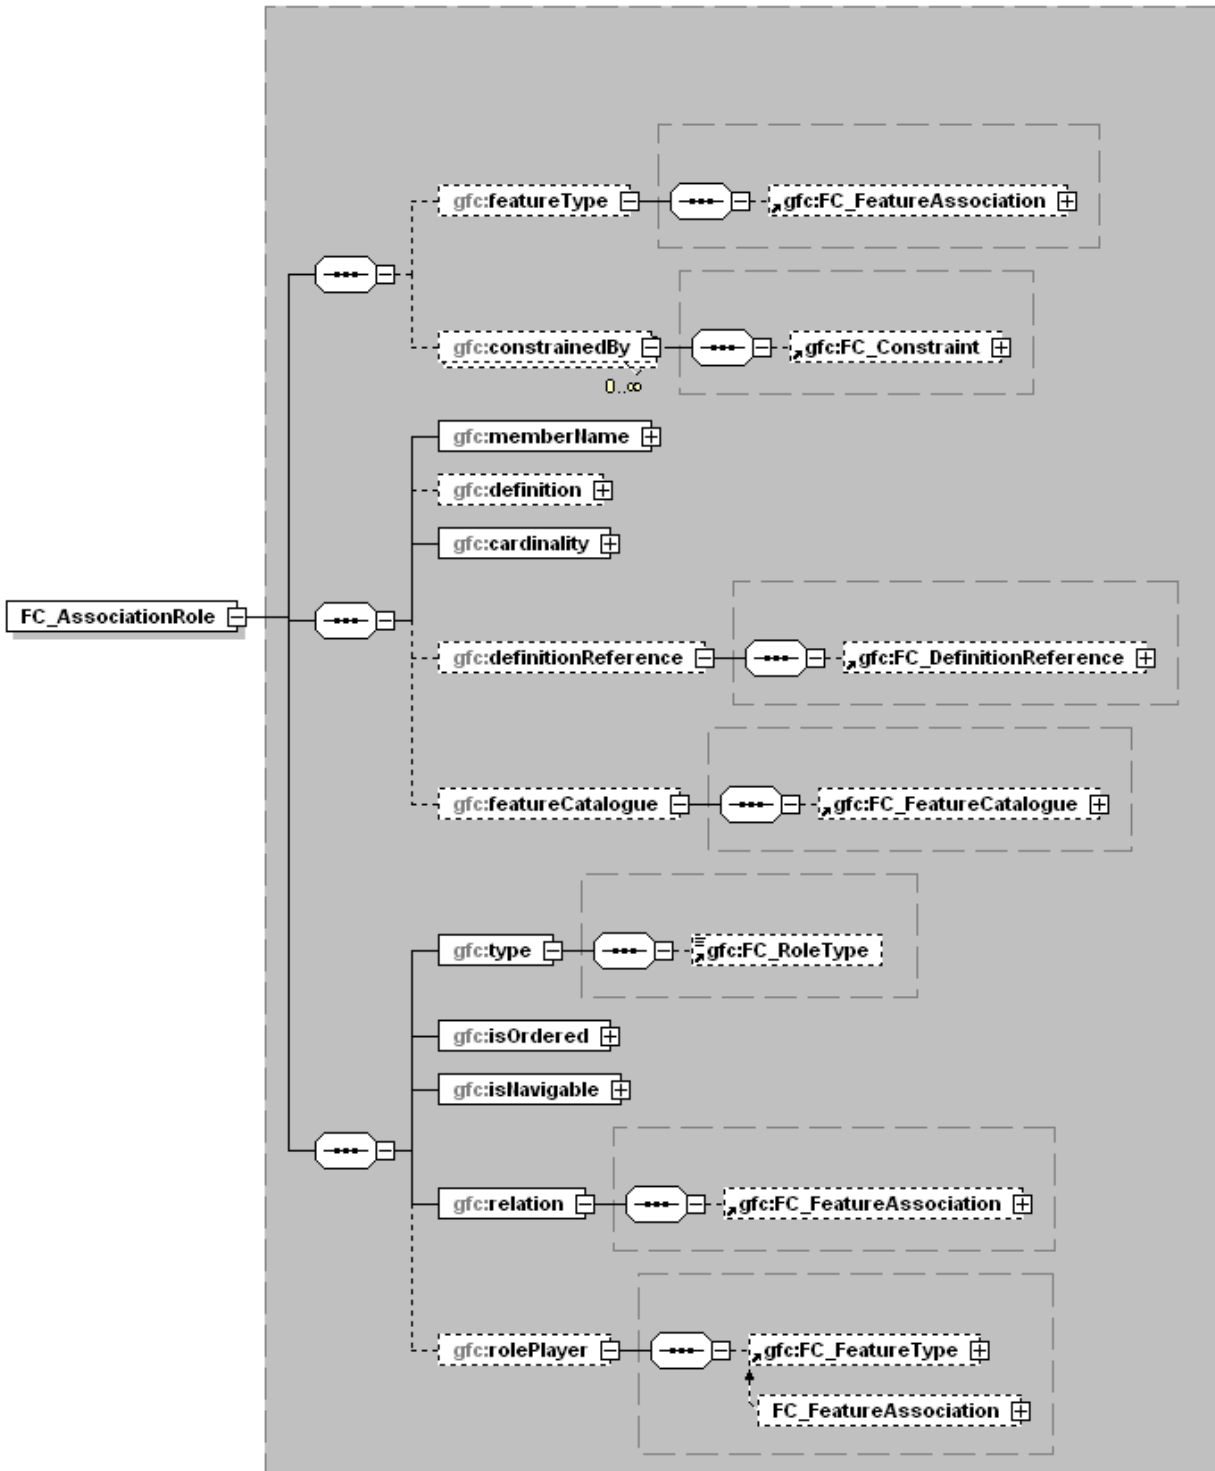 gfc:featureType
gfc:FC_FeatureAssociation
gfc:constrainedBy
gfc:FC_Constraint
0..∞
gfc:memberName
gfc:definition
gfc:cardinality
FC_AssociationRole
gfc:definitionReference
gfc:FC_DefinitionReference
gfc:featureCatalogue
gfc:FC_FeatureCatalogue
gfc:type
gfc:FC_RoleType
gfc:isOrdered
gfc:isNavigable
gfc:relation
gfc:FC_FeatureAssociation
gfc:rolePlayer
gfc:FC_FeatureType
FC_FeatureAssociation